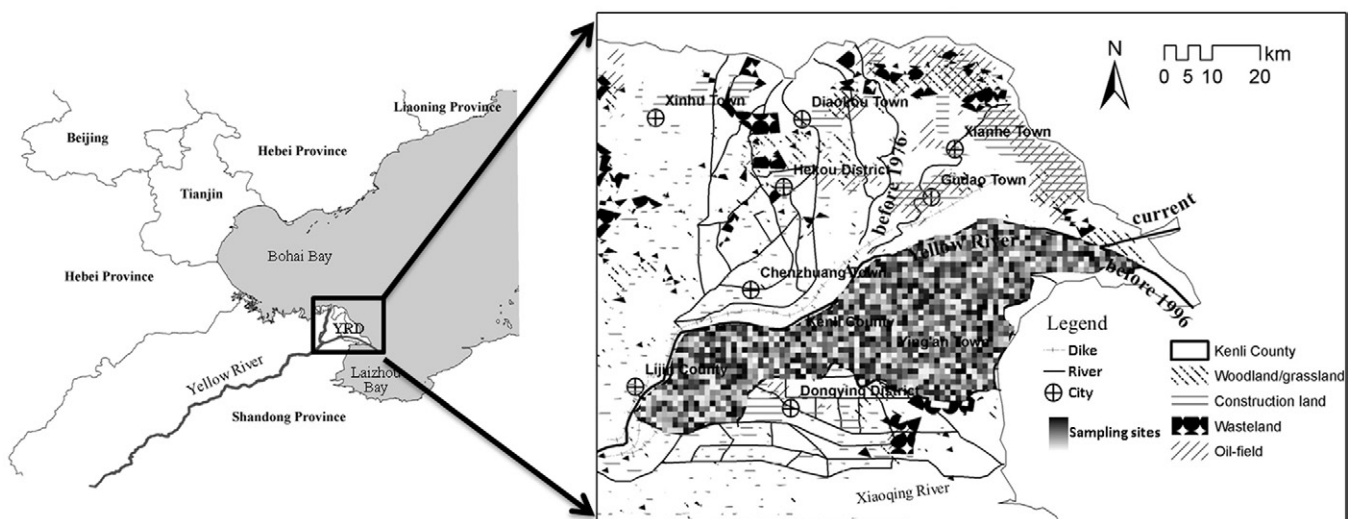 Liaoning Province
Beijing
Hebei Province
Tianjin
Bohai Bay
Hebei Province
YRD
Yellow River
Laizhou
Bay
Shandong Province
N
km
0 5 10 20
Xinhu Town
Diaokou Town
Xianhe Town
before 1976
Hekou District
Gudao Town
current
Yellow River
before 1996
Chenzhuang Town
Kenli County
Ying'an Town
Lijin County
Dongying District
Xiaoqing River
Legend
Dike
River
City
Sampling sites
Kenli County
Woodland/grassland
Construction land
Wasteland
Oil-field